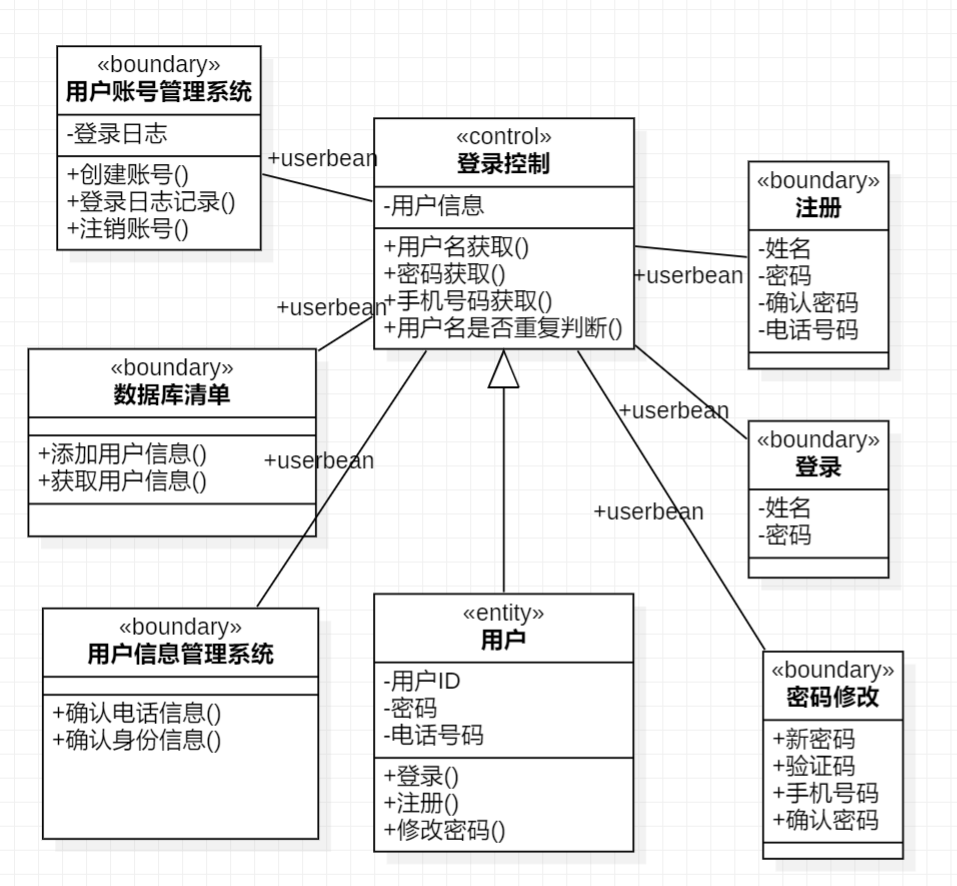 «boundary»
用户账号管理系统
-登录日志
+创建账号()
+登录日志记录()
+注销账号()
+userbean
«control»
登录控制
-用户信息
+用户名获取()
+密码获取()
+手机号码获取()
+用户名是否重复判断()
+userbean
«boundary»
注册
-姓名
-密码
-确认密码
-电话号码
+userbean
«boundary»
数据库清单
+添加用户信息()
+获取用户信息()
+userbean
+userbean
«boundary»
登录
-姓名
-密码
+userbean
«boundary»
用户信息管理系统
+确认电话信息()
+确认身份信息()
«entity»
用户
-用户ID
-密码
-电话号码
+登录()
+注册()
+修改密码()
«boundary»
密码修改
+新密码
+验证码
+手机号码
+确认密码